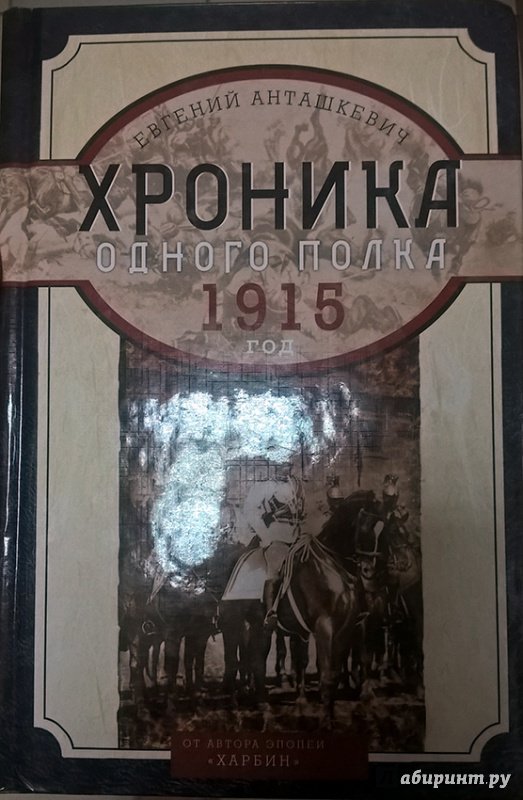 ЕВГЕНИЙ АНТАШКЕВИЧ
ХРОНИКА
ОДНОГО ПОЛКА
1915
ГОД
ОТ АВТОРА ЭПОПЕИ
«ХАРБИН»
абиринт.ру